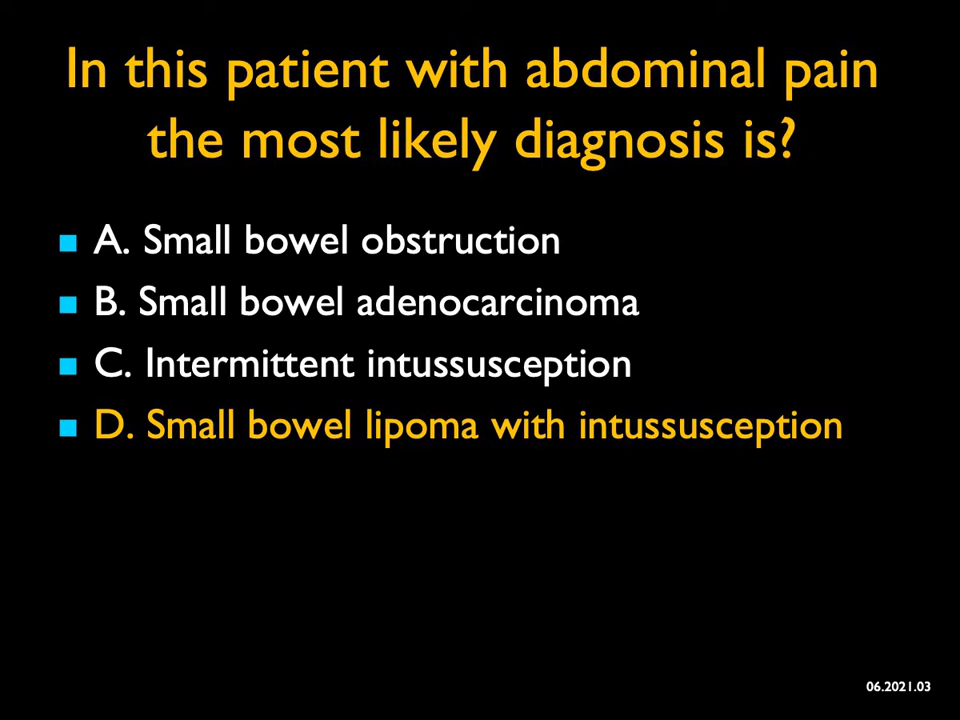 In this patient with abdominal pain
the most likely diagnosis is?
A. Small bowel obstruction
B. Small bowel adenocarcinoma
C. Intermittent intussusception
D. Small bowel lipoma with intussusception
06.2021.03